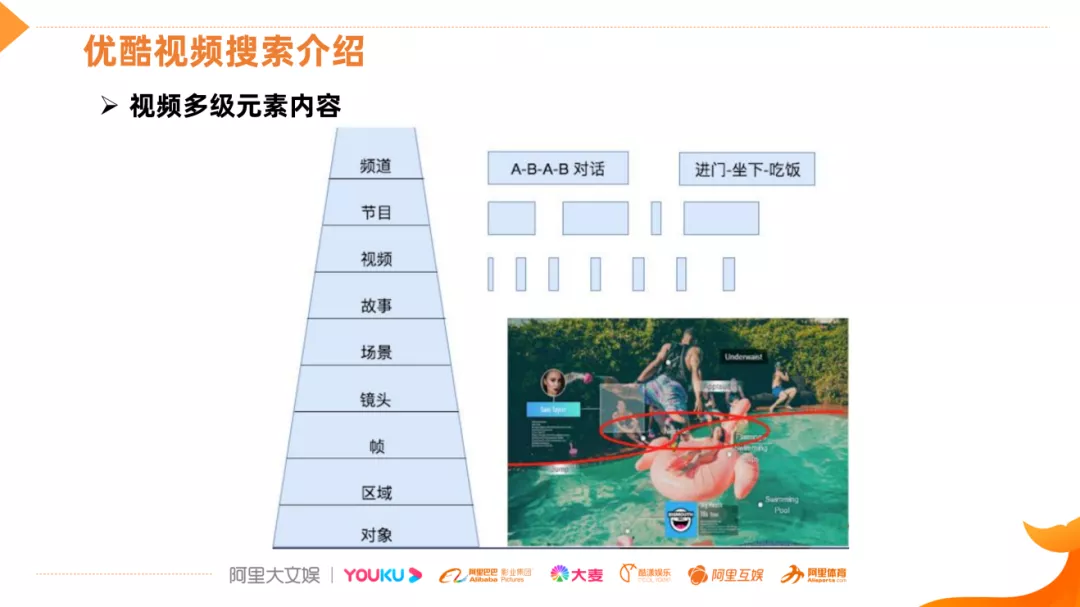 优酷视频搜索介绍
视频多级元素内容
频道
节目
视频
故事
场景
镜头
帧
区域
对象
A-B-A-B 对话
进门-坐下-吃饭
Underwaist
Applaud
Swimming
Pool
阿里大文娱
YOUKU
阿里巴巴 影业集团
Alibaba Pictures
大麦
酷漾娱乐
阿里互娱
阿里体育
Alisports.com